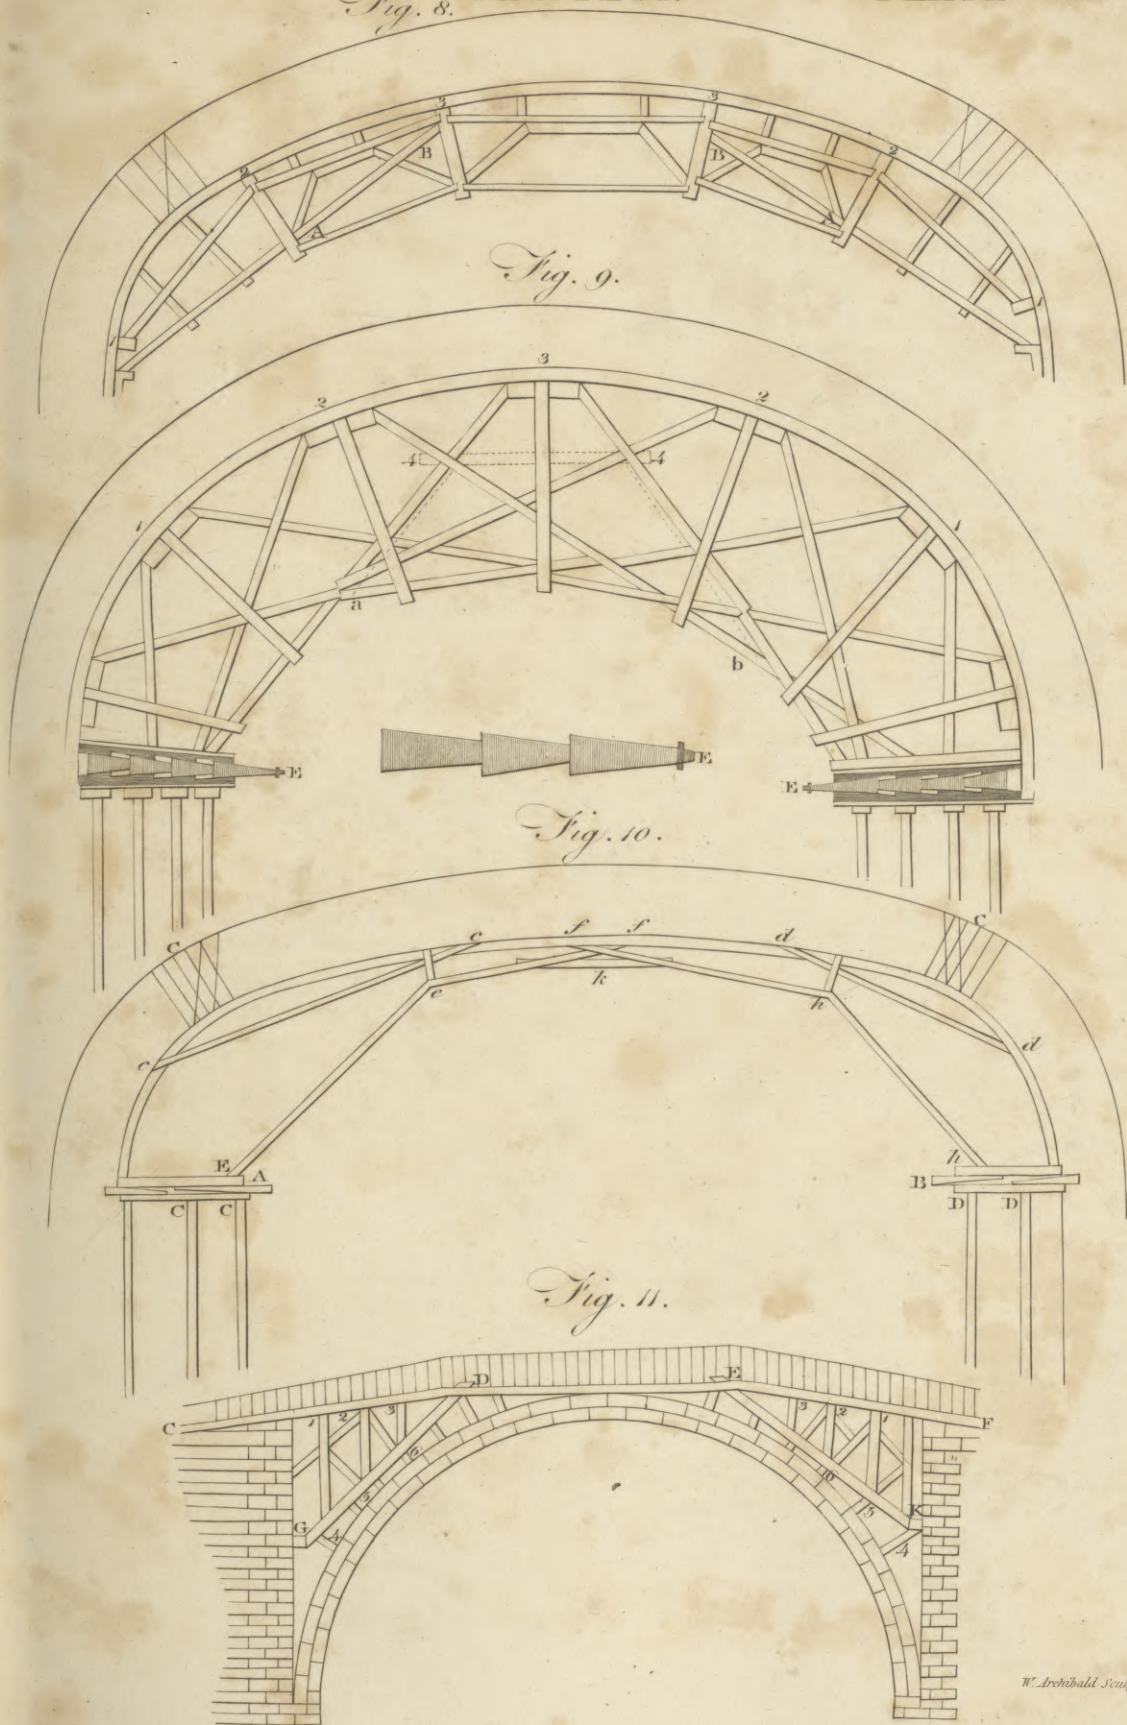 Fig. 8.
3 3
2 B B 2
A A
1 1
Fig. 9.
3
2 2
4 4
1 1
a
b
E E E
Fig. 10.
C c f f d C
e k h
c d
E A h B
C C D D
Fig. 11.
D E
C 1 2 3 3 2 1 F
6 6
5 5
G K
4 4
W. Archibald